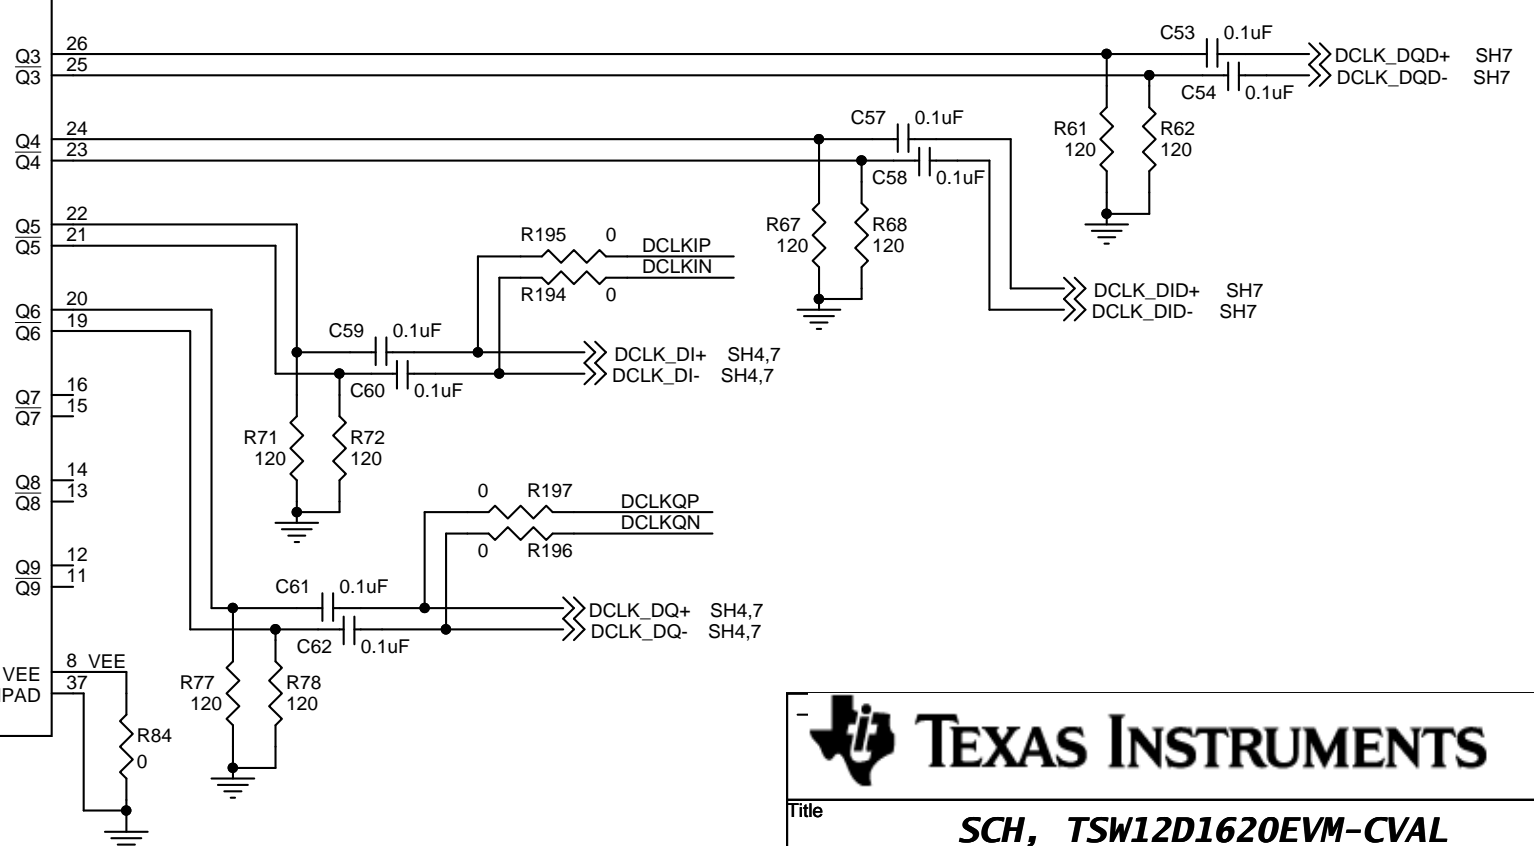 C53 0.1uF
26
Q3 DCLK_DQD+ SH7
25
Q3 DCLK_DQD- SH7
C54 0.1uF
C57 0.1uF
24 R61 R62
Q4 120 120
23
Q4
C58 0.1uF
22 R67 R68
Q5 120 120
21
Q5
R195 0 DCLKIP
DCLKIN
R194 0
DCLK_DID+ SH7
DCLK_DID- SH7
20
Q6
19
Q6
C59 0.1uF
DCLK_DI+ SH4,7
DCLK_DI- SH4,7
C60 0.1uF
16
Q7
15
Q7
R71 R72
120 120
14
Q8
13
Q8
0 R197 DCLKQP
DCLKQN
0 R196
12
Q9
11
Q9
C61 0.1uF
DCLK_DQ+ SH4,7
DCLK_DQ- SH4,7
C62 0.1uF
8 VEE
VEE
37
PAD
R77 R78
120 120
R84
0
TEXAS INSTRUMENTS
Title
SCH, TSW12D1620EVM-CVAL